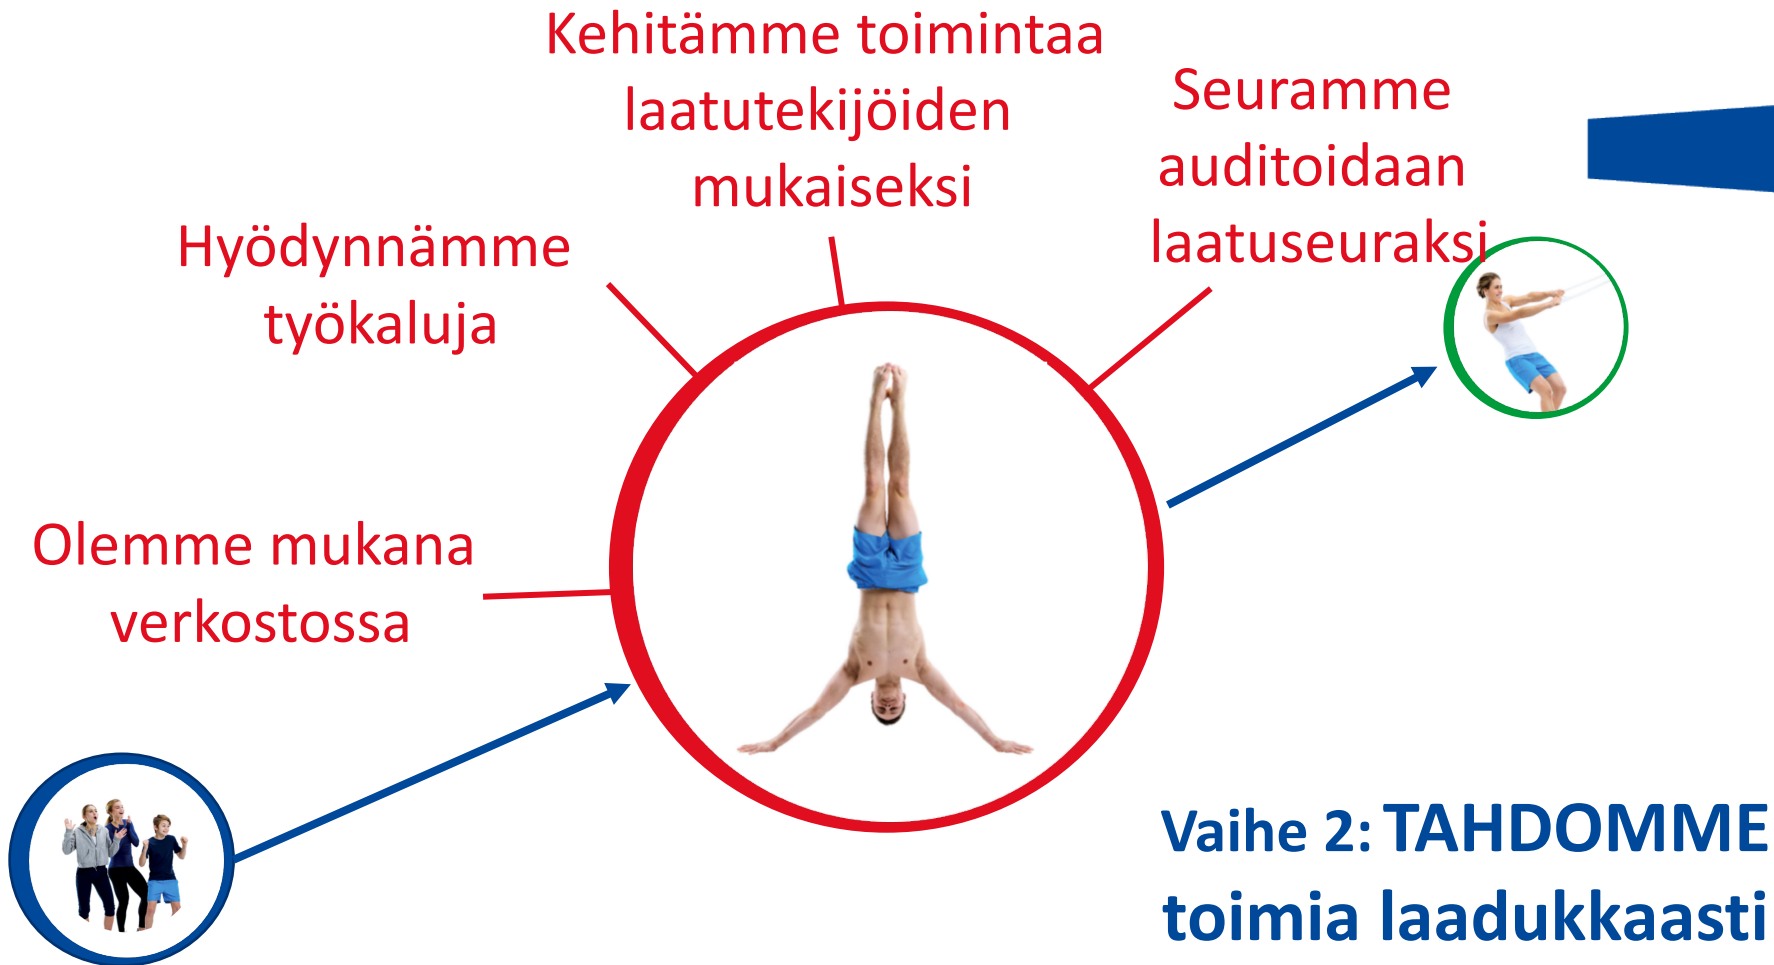 Kehitämme toimintaa
laatutekijöiden
mukaiseksi
Seuramme
auditoidaan
laatuseuraksi
Hyödynnämme
työkaluja
Olemme mukana
verkostossa
Vaihe 2: TAHDOMME
toimia laadukkaasti